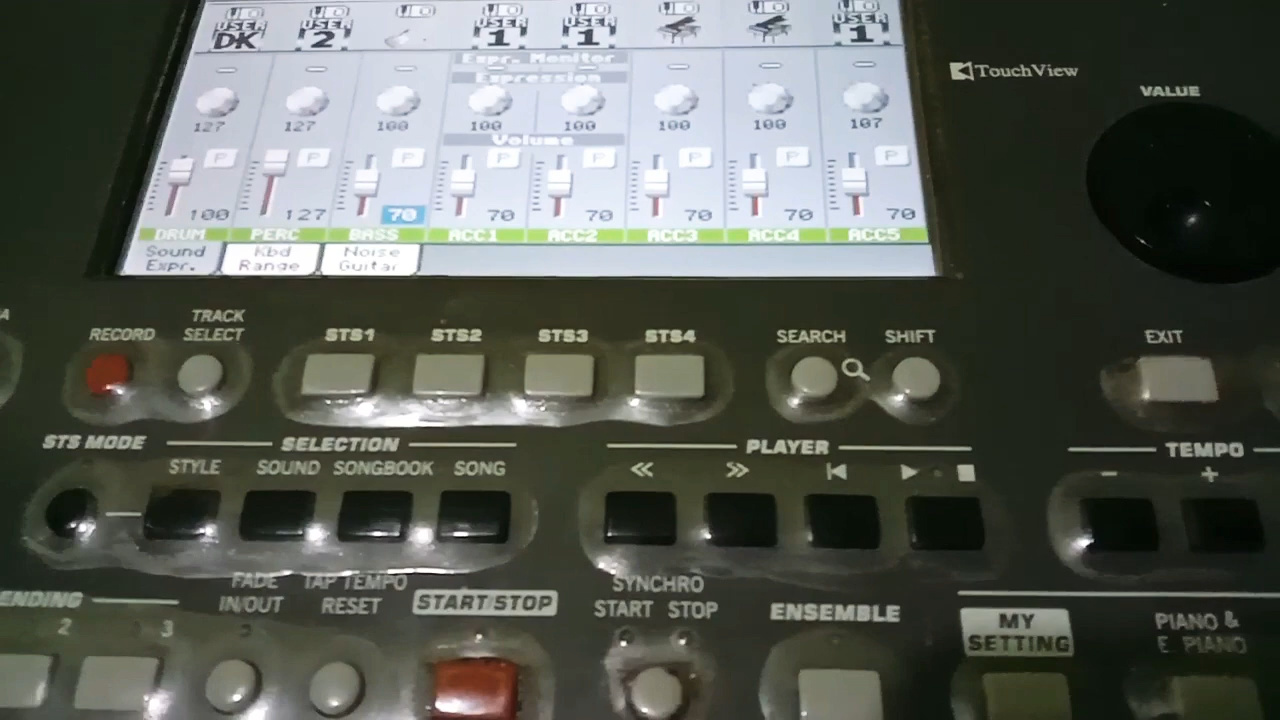 USER DK USER 2 USER 1 USER 1 USER 1
Expr. Monitor
Expression
127 127 100 100 100 100 100 107
Volume
P P P P P P P P
100 127 70 70 70 70 70 70
DRUM PERC BASS ACC1 ACC2 ACC3 ACC4 ACC5
Sound Expr. Kbd Range Noise Guitar
TouchView
VALUE
RECORD TRACK SELECT STS1 STS2 STS3 STS4 SEARCH SHIFT EXIT
STS MODE SELECTION PLAYER TEMPO
STYLE SOUND SONGBOOK SONG − +
ENDING FADE IN/OUT TAP TEMPO RESET START/STOP SYNCHRO START STOP ENSEMBLE MY SETTING PIANO & E. PIANO
2 3